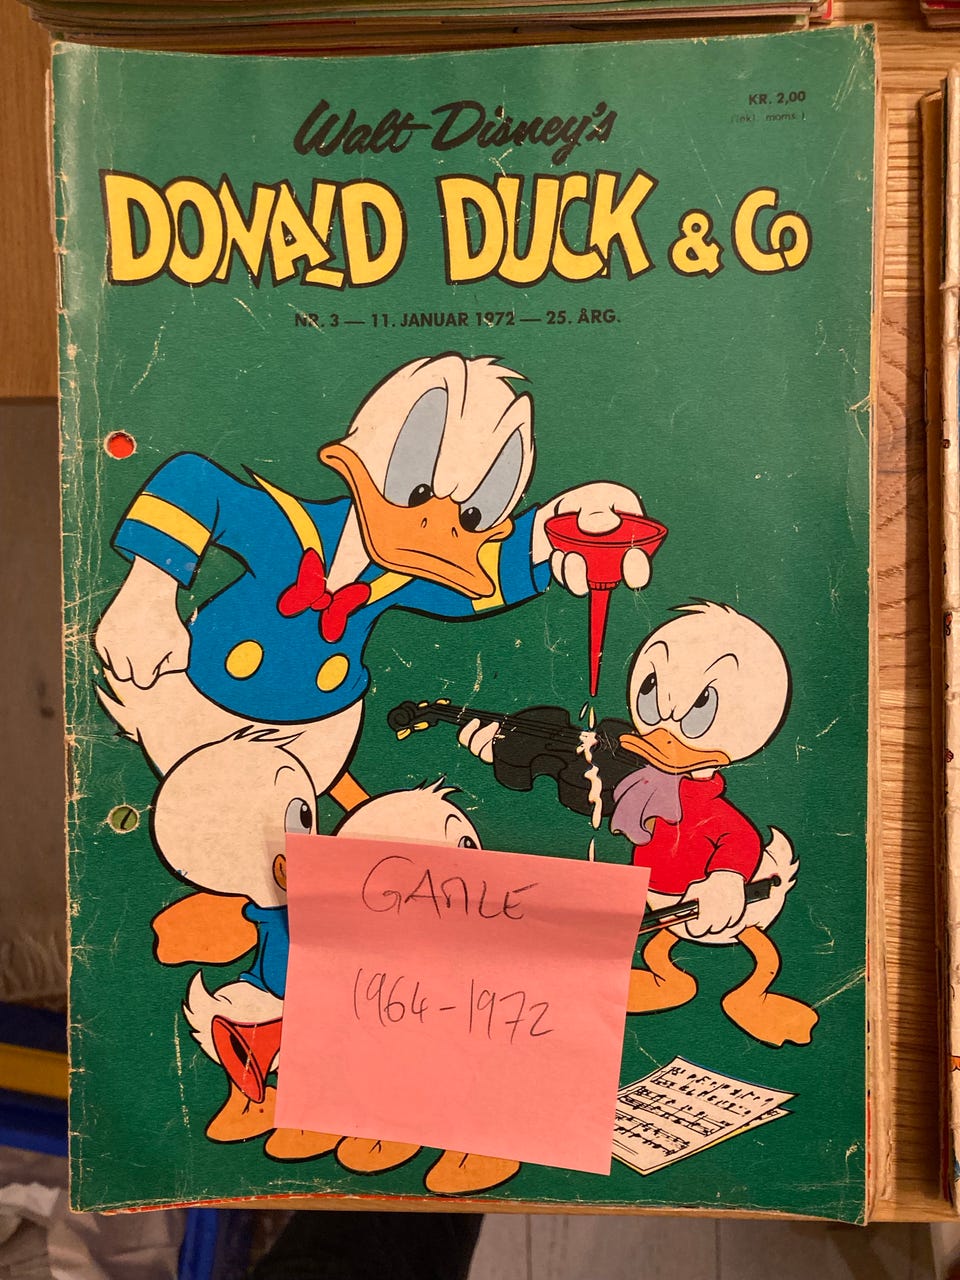 KR. 2,00
(inkl. moms.)
Walt Disney's
DONALD DUCK & Co
NR. 3 — 11. JANUAR 1972 — 25. ÅRG.
GAMLE
1964-1972